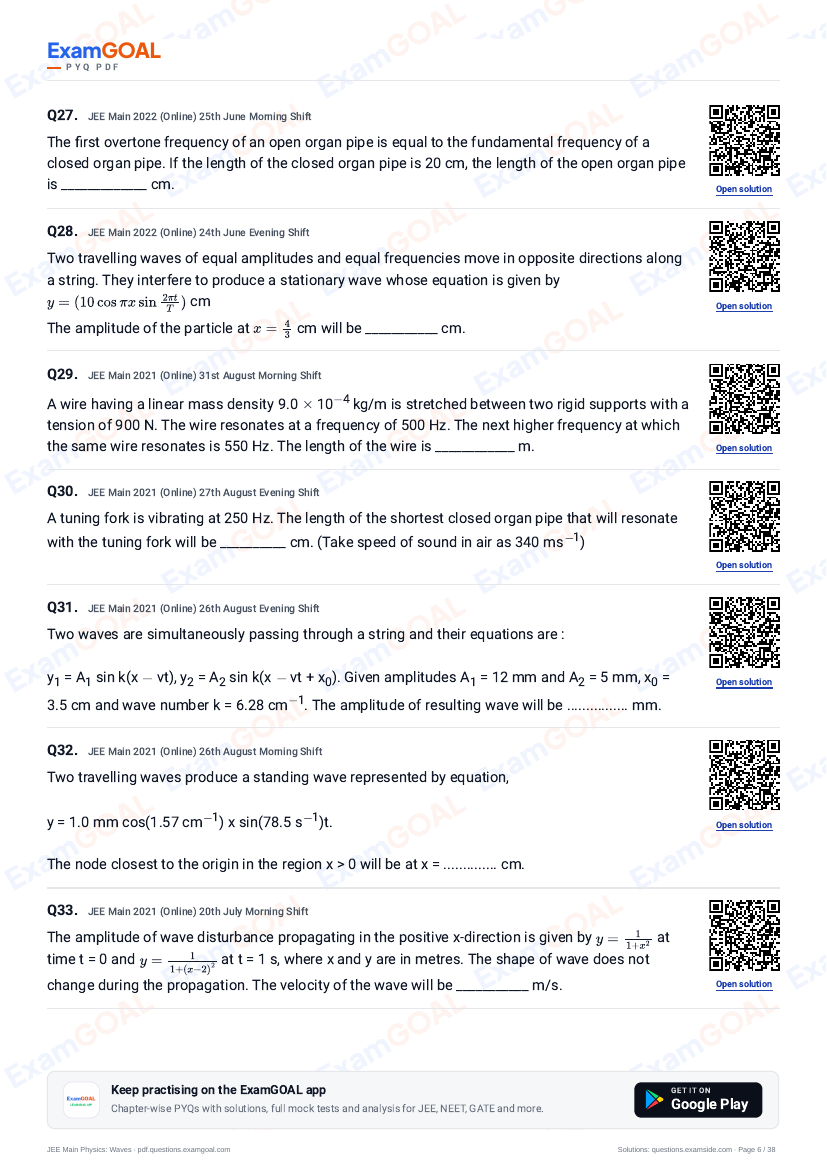 ExamGOAL
PYQ PDF
Q27. JEE Main 2022 (Online) 25th June Morning Shift
The first overtone frequency of an open organ pipe is equal to the fundamental frequency of a
closed organ pipe. If the length of the closed organ pipe is 20 cm, the length of the open organ pipe
is _____________ cm.
Open solution
Q28. JEE Main 2022 (Online) 24th June Evening Shift
Two travelling waves of equal amplitudes and equal frequencies move in opposite directions along
a string. They interfere to produce a stationary wave whose equation is given by
y = (10 cos πx sin 2πt/T) cm
The amplitude of the particle at x = 4/3 cm will be ___________ cm.
Open solution
Q29. JEE Main 2021 (Online) 31st August Morning Shift
A wire having a linear mass density 9.0 × 10⁻⁴ kg/m is stretched between two rigid supports with a
tension of 900 N. The wire resonates at a frequency of 500 Hz. The next higher frequency at which
the same wire resonates is 550 Hz. The length of the wire is ____________ m.
Open solution
Q30. JEE Main 2021 (Online) 27th August Evening Shift
A tuning fork is vibrating at 250 Hz. The length of the shortest closed organ pipe that will resonate
with the tuning fork will be __________ cm. (Take speed of sound in air as 340 ms⁻¹)
Open solution
Q31. JEE Main 2021 (Online) 26th August Evening Shift
Two waves are simultaneously passing through a string and their equations are :
y₁ = A₁ sin k(x − vt), y₂ = A₂ sin k(x − vt + x₀). Given amplitudes A₁ = 12 mm and A₂ = 5 mm, x₀ =
3.5 cm and wave number k = 6.28 cm⁻¹. The amplitude of resulting wave will be ................ mm.
Open solution
Q32. JEE Main 2021 (Online) 26th August Morning Shift
Two travelling waves produce a standing wave represented by equation,
y = 1.0 mm cos(1.57 cm⁻¹) x sin(78.5 s⁻¹)t.
The node closest to the origin in the region x > 0 will be at x = .............. cm.
Open solution
Q33. JEE Main 2021 (Online) 20th July Morning Shift
The amplitude of wave disturbance propagating in the positive x-direction is given by y = 1/(1+x²) at
time t = 0 and y = 1/(1+(x−2)²) at t = 1 s, where x and y are in metres. The shape of wave does not
change during the propagation. The velocity of the wave will be ___________ m/s.
Open solution
ExamGOAL
Keep practising on the ExamGOAL app
Chapter-wise PYQs with solutions, full mock tests and analysis for JEE, NEET, GATE and more.
GET IT ON
Google Play
JEE Main Physics: Waves · pdf.questions.examgoal.com
Solutions: questions.examside.com · Page 6 / 38